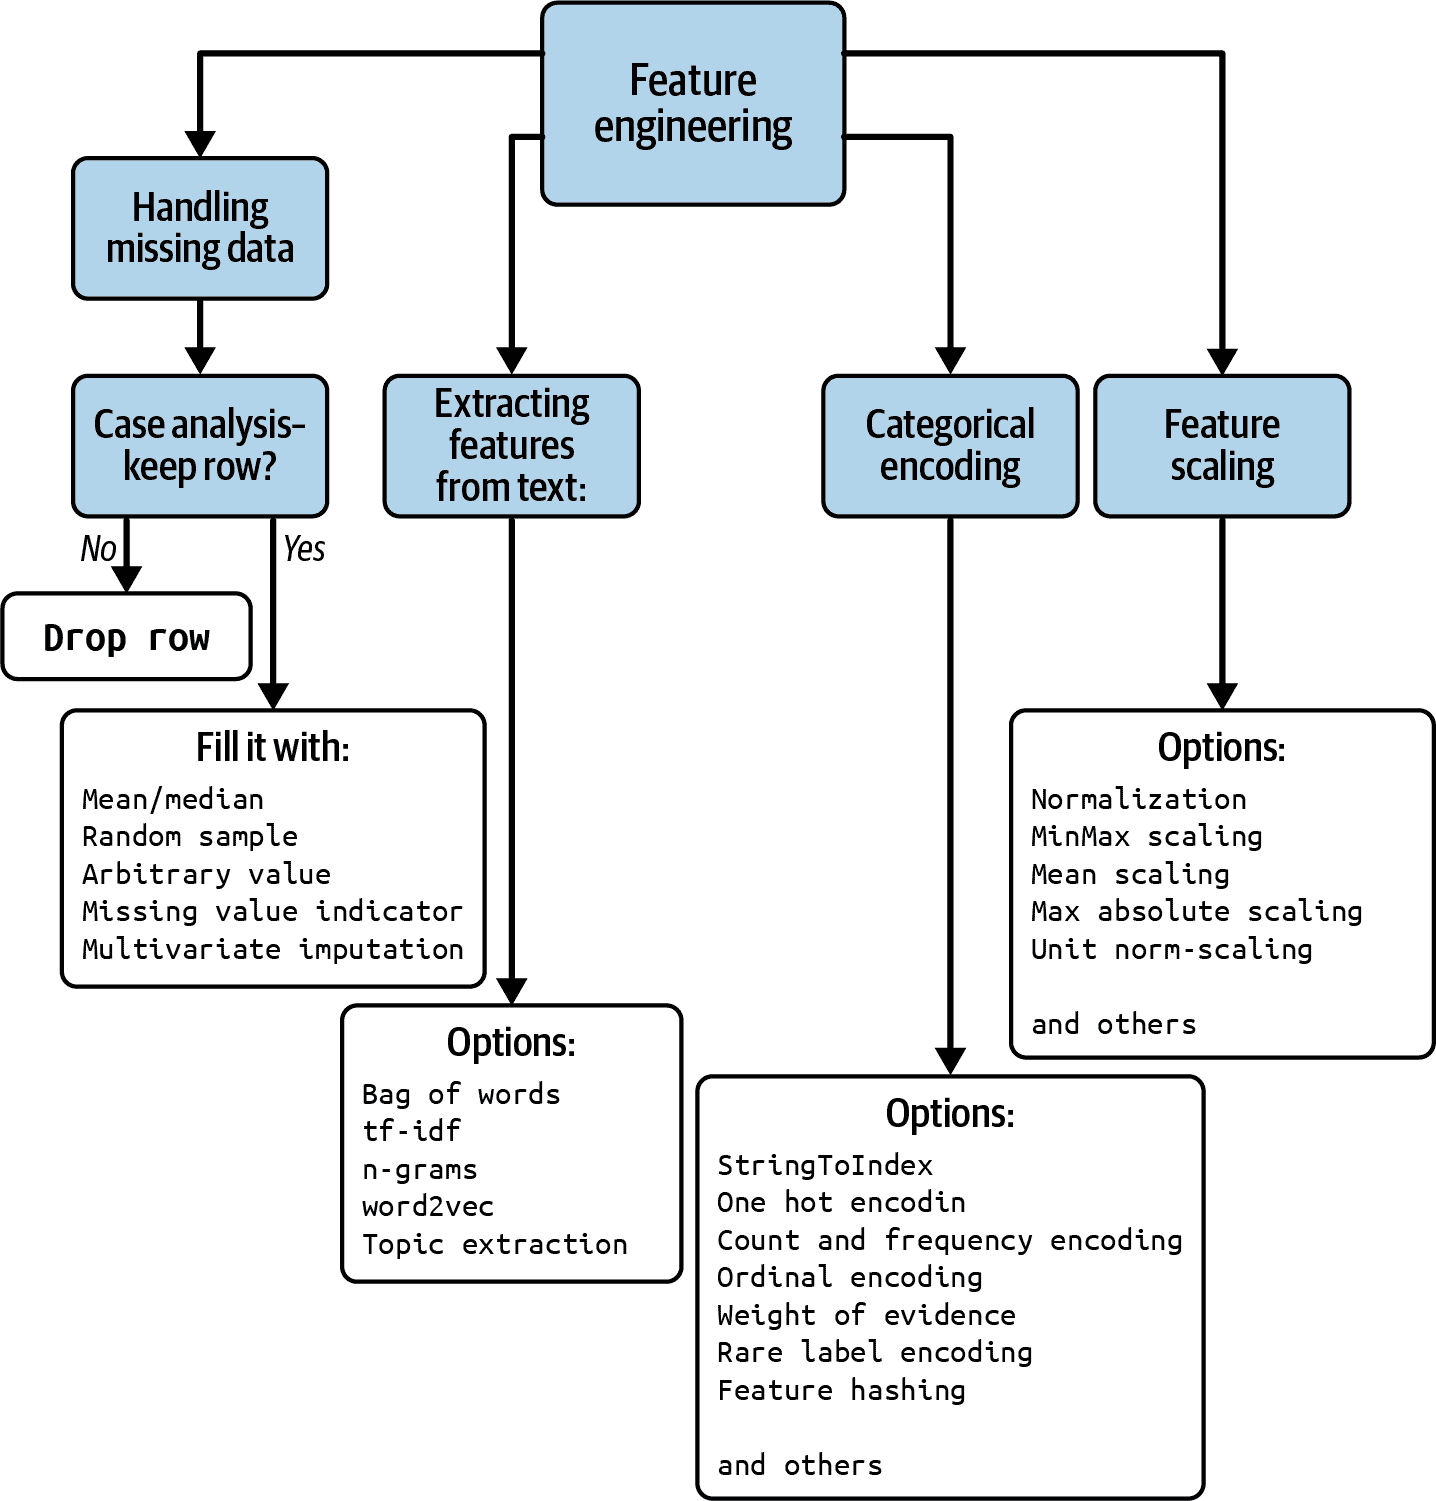 Feature
engineering
Handling
missing data
Case analysis–
keep row?
No
Yes
Drop row
Fill it with:
Mean/median
Random sample
Arbitrary value
Missing value indicator
Multivariate imputation
Extracting
features
from text:
Options:
Bag of words
tf-idf
n-grams
word2vec
Topic extraction
Categorical
encoding
Options:
StringToIndex
One hot encodin
Count and frequency encoding
Ordinal encoding
Weight of evidence
Rare label encoding
Feature hashing
and others
Feature
scaling
Options:
Normalization
MinMax scaling
Mean scaling
Max absolute scaling
Unit norm-scaling
and others